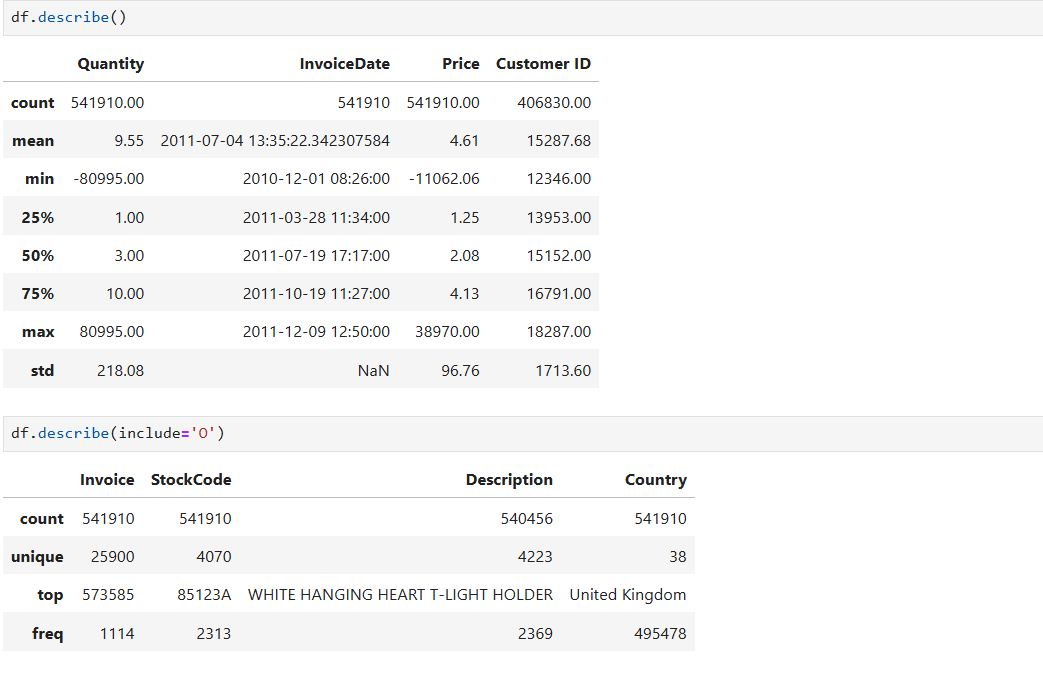 df.describe()
Quantity InvoiceDate Price Customer ID
count 541910.00 541910 541910.00 406830.00
mean 9.55 2011-07-04 13:35:22.342307584 4.61 15287.68
min -80995.00 2010-12-01 08:26:00 -11062.06 12346.00
25% 1.00 2011-03-28 11:34:00 1.25 13953.00
50% 3.00 2011-07-19 17:17:00 2.08 15152.00
75% 10.00 2011-10-19 11:27:00 4.13 16791.00
max 80995.00 2011-12-09 12:50:00 38970.00 18287.00
std 218.08 NaN 96.76 1713.60
df.describe(include='O')
Invoice StockCode Description Country
count 541910 541910 540456 541910
unique 25900 4070 4223 38
top 573585 85123A WHITE HANGING HEART T-LIGHT HOLDER United Kingdom
freq 1114 2313 2369 495478